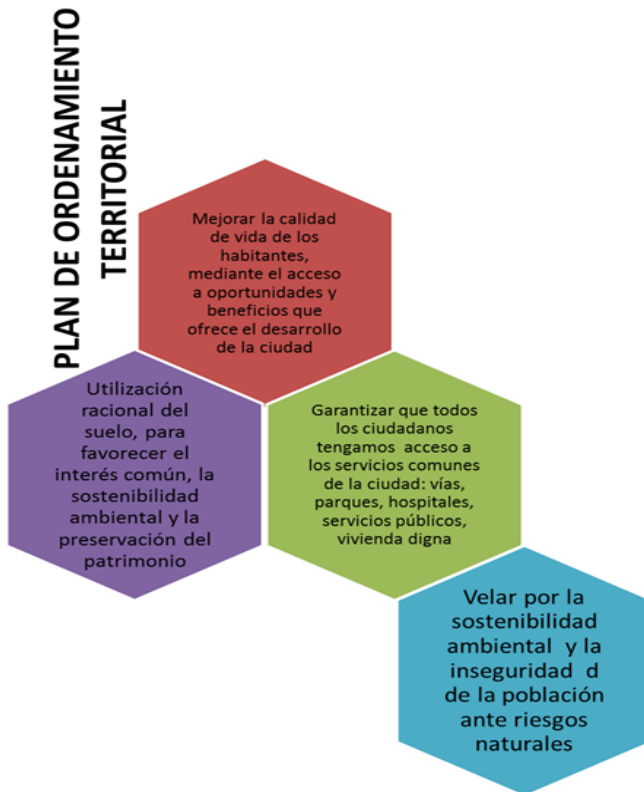 PLAN DE ORDENAMIENTO
TERRITORIAL
Mejorar la calidad
de vida de los
habitantes,
mediante el acceso
a oportunidades y
beneficios que
ofrece el desarrollo
de la ciudad
Utilización
racional del
suelo, para
favorecer el
interés común, la
sostenibilidad
ambiental y la
preservación del
patrimonio
Garantizar que todos
los ciudadanos
tengamos acceso a
los servicios comunes
de la ciudad: vías,
parques, hospitales,
servicios públicos,
vivienda digna
Velar por la
sostenibilidad
ambiental y la
inseguridad d
de la población
ante riesgos
naturales